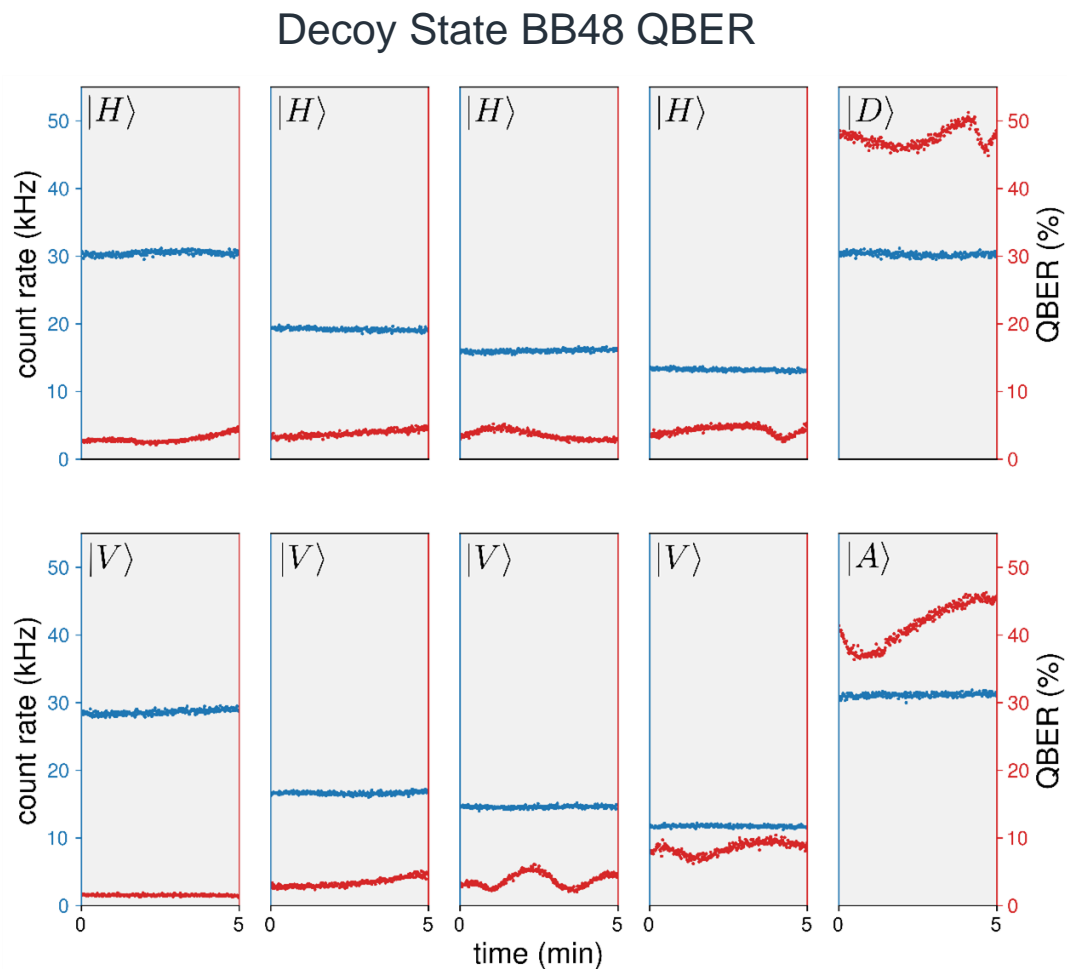 Decoy State BB48 QBER
|H⟩ |H⟩ |H⟩ |H⟩ |D⟩
count rate (kHz)
50
40
30
20
10
0
QBER (%)
50
40
30
20
10
0
|V⟩ |V⟩ |V⟩ |V⟩ |A⟩
count rate (kHz)
50
40
30
20
10
0
QBER (%)
50
40
30
20
10
0
0 5 0 5 0 5 0 5 0 5
time (min)